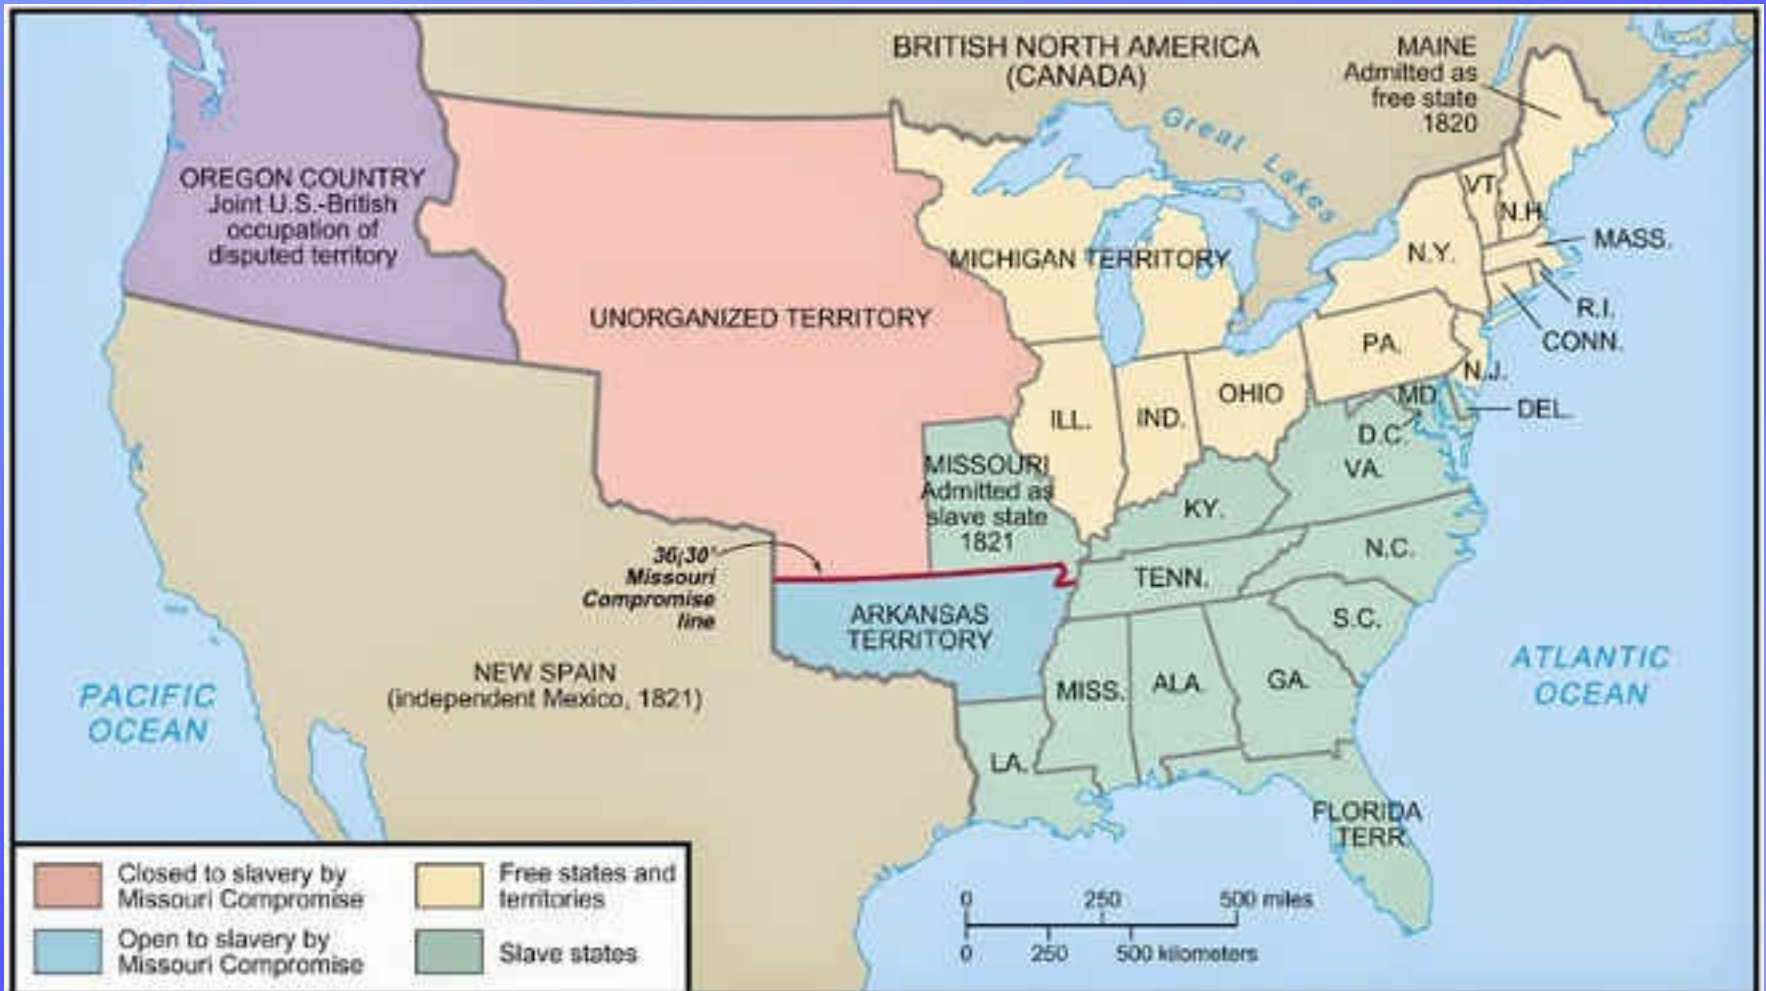 BRITISH NORTH AMERICA
(CANADA)
MAINE
Admitted as
free state
1820
Great Lakes
OREGON COUNTRY
Joint U.S.-British
occupation of
disputed territory
VT.
N.H.
MASS.
N.Y.
MICHIGAN TERRITORY
R.I.
CONN.
UNORGANIZED TERRITORY
PA.
N.J.
OHIO
MD.
DEL.
ILL.
IND.
D.C.
VA.
MISSOURI
Admitted as
slave state
1821
KY.
36¡30'
Missouri
Compromise
line
N.C.
TENN.
ARKANSAS
TERRITORY
S.C.
NEW SPAIN
(independent Mexico, 1821)
MISS.
ALA.
GA.
PACIFIC
OCEAN
ATLANTIC
OCEAN
LA.
FLORIDA
TERR.
Closed to slavery by
Missouri Compromise
Free states and
territories
Open to slavery by
Missouri Compromise
Slave states
0 250 500 miles
0 250 500 kilometers